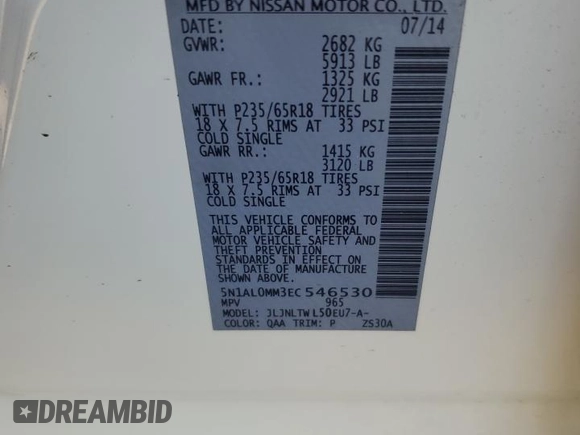 MFD BY NISSAN MOTOR CO., LTD.
DATE: 07/14
GVWR: 2682 KG
5913 LB
GAWR FR.: 1325 KG
2921 LB
WITH P235/65R18 TIRES
18 X 7.5 RIMS AT 33 PSI
COLD SINGLE
GAWR RR.: 1415 KG
3120 LB
WITH P235/65R18 TIRES
18 X 7.5 RIMS AT 33 PSI
COLD SINGLE
THIS VEHICLE CONFORMS TO
ALL APPLICABLE FEDERAL
MOTOR VEHICLE SAFETY AND
THEFT PREVENTION
STANDARDS IN EFFECT ON
THE DATE OF MANUFACTURE
SHOWN ABOVE.
5N1AL0MM3EC546530
MPV 965
MODEL: JLJNLTWL50EU7-A-
COLOR: QAA TRIM: P ZS30A
DREAMBID